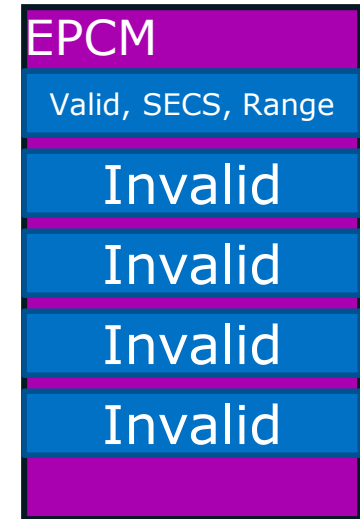 EPCM
Valid, SECS, Range
Invalid
Invalid
Invalid
Invalid